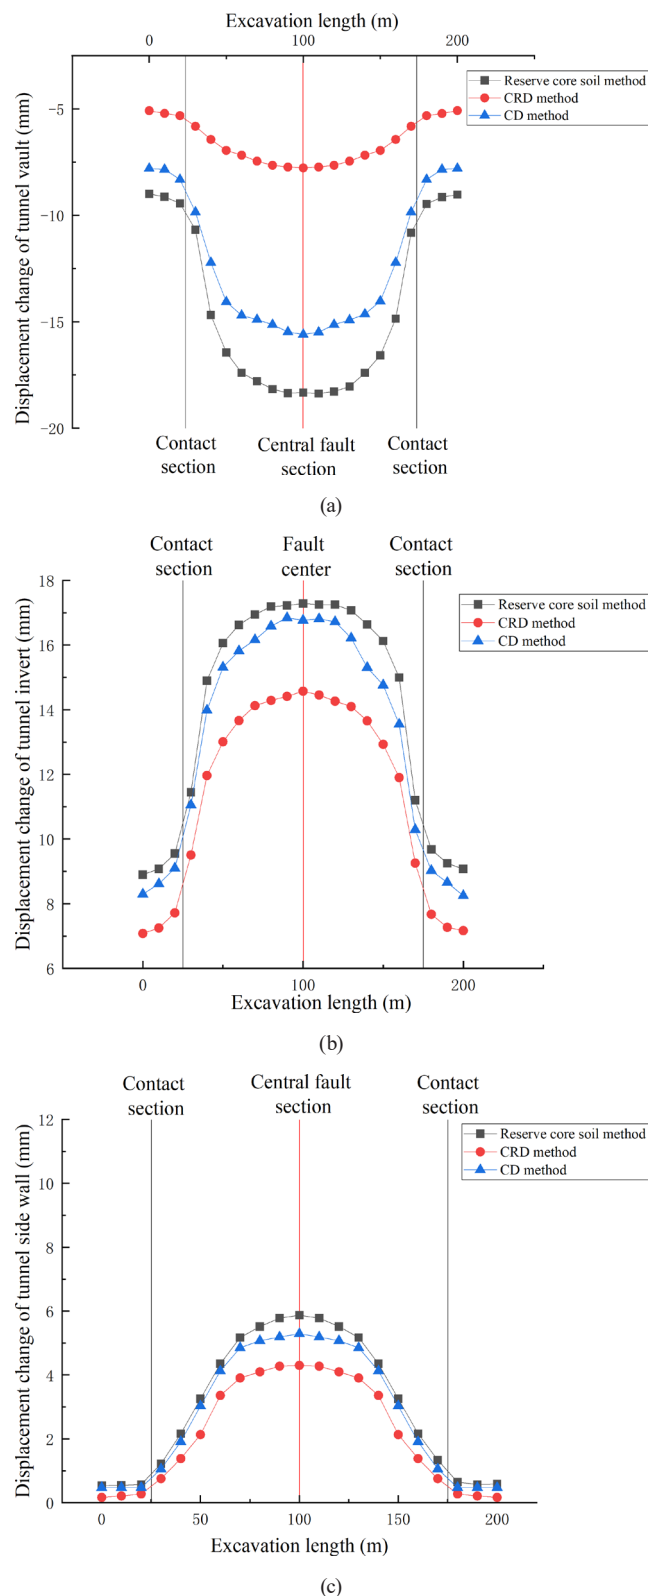 Excavation length (m)
0
100
200
Displacement change of tunnel vault (mm)
-5
-10
-15
-20
Reserve core soil method
CRD method
CD method
Contact
section
Central fault
section
Contact
section
(a)
Contact
section
Fault
center
Contact
section
Displacement change of tunnel invert (mm)
18
16
14
12
10
8
6
Reserve core soil method
CRD method
CD method
0
100
200
Excavation length (m)
(b)
Contact
section
Central fault
section
Contact
section
Displacement change of tunnel side wall (mm)
12
10
8
6
4
2
0
Reserve core soil method
CRD method
CD method
0
50
100
150
200
Excavation length (m)
(c)